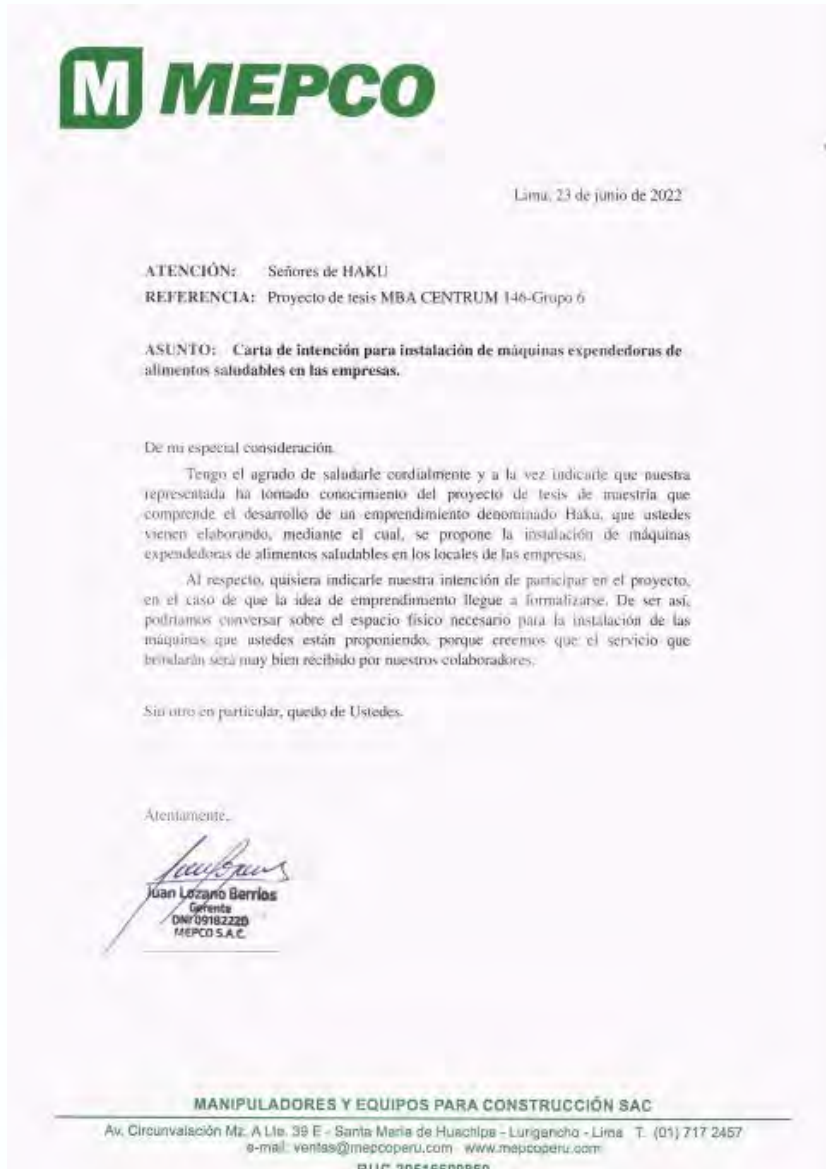 M MEPCO
Lima, 23 de junio de 2022
ATENCIÓN: Señores de HAKU
REFERENCIA: Proyecto de tesis MBA CENTRUM 146-Grupo 6
ASUNTO: Carta de intención para instalación de máquinas expendedoras de
alimentos saludables en las empresas.
De mi especial consideración.
Tengo el agrado de saludarle cordialmente y a la vez indicarle que nuestra
representada ha tomado conocimiento del proyecto de tesis de maestría que
comprende el desarrollo de un emprendimiento denominado Haku, que ustedes
vienen elaborando, mediante el cual, se propone la instalación de máquinas
expendedoras de alimentos saludables en los locales de las empresas.
Al respecto, quisiera indicarle nuestra intención de participar en el proyecto,
en el caso de que la idea de emprendimiento llegue a formalizarse. De ser así,
podríamos conversar sobre el espacio físico necesario para la instalación de las
máquinas que ustedes están proponiendo, porque creemos que el servicio que
brindarán será muy bien recibido por nuestros colaboradores.
Sin otro en particular, quedo de Ustedes.
Atentamente,
Juan Lozano Berrios
Gerente
DNI 09182220
MEPCO S.A.C.
MANIPULADORES Y EQUIPOS PARA CONSTRUCCIÓN SAC
Av. Circunvalación Mz. A Lte. 39 E - Santa Maria de Huachipa - Lurigancho - Lima T. (01) 717 2457
e-mail: ventas@mepcoperu.com www.mepcoperu.com